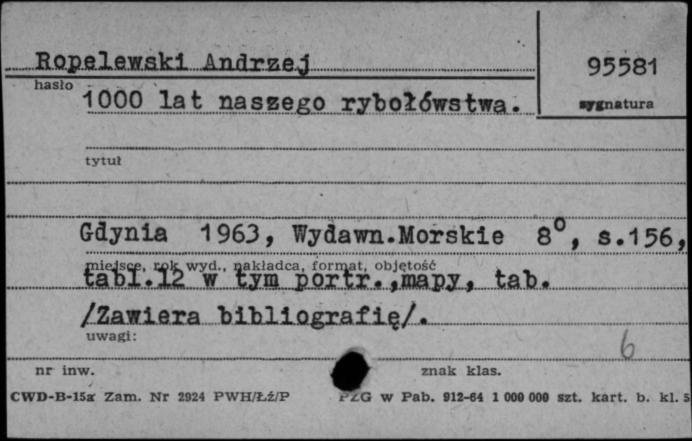 Ropelewski Andrzej
95581
hasło
sygnatura
1000 lat naszego rybołówstwa.
tytuł
Gdynia 1963, Wydawn.Morskie 8°, s.156,
miejsce, rok wyd., nakładca, format, objętość
tabl.12 w tym portr.,mapy, tab.
/Zawiera bibliografię/.
uwagi:
6
nr inw.
znak klas.
CWD-B-15a Zam. Nr 2924 PWH/Łź/P PZG w Pab. 912-64 1 000 000 szt. kart. b. kl. 5